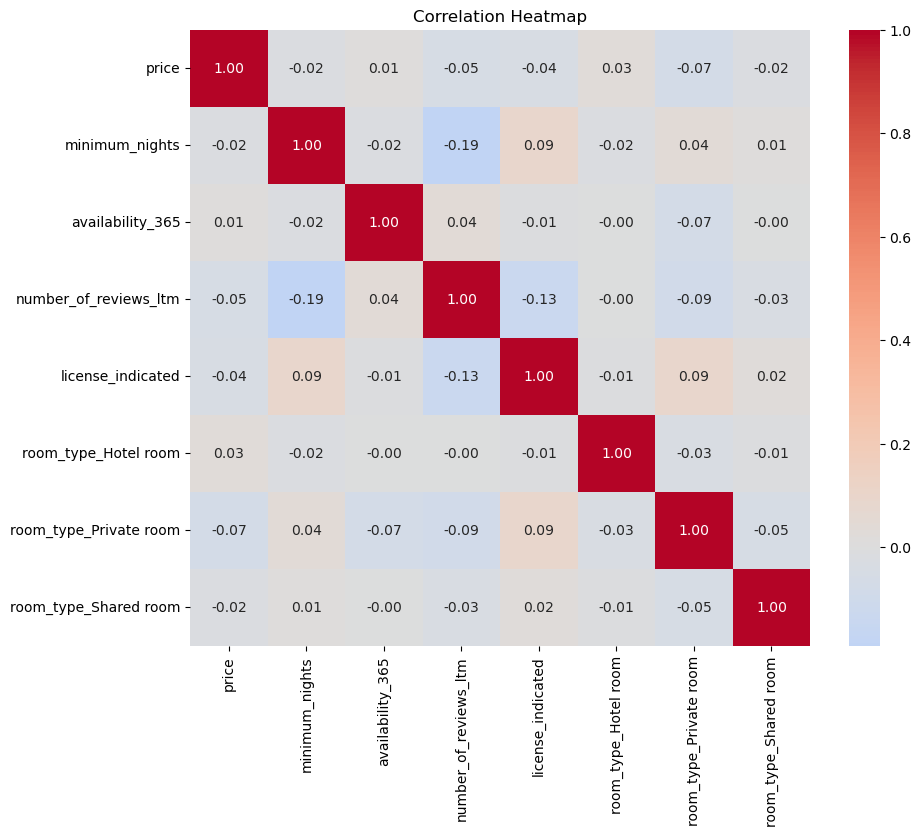 Correlation Heatmap
price 1.00 -0.02 0.01 -0.05 -0.04 0.03 -0.07 -0.02
minimum_nights -0.02 1.00 -0.02 -0.19 0.09 -0.02 0.04 0.01
availability_365 0.01 -0.02 1.00 0.04 -0.01 -0.00 -0.07 -0.00
number_of_reviews_ltm -0.05 -0.19 0.04 1.00 -0.13 -0.00 -0.09 -0.03
license_indicated -0.04 0.09 -0.01 -0.13 1.00 -0.01 0.09 0.02
room_type_Hotel room 0.03 -0.02 -0.00 -0.00 -0.01 1.00 -0.03 -0.01
room_type_Private room -0.07 0.04 -0.07 -0.09 0.09 -0.03 1.00 -0.05
room_type_Shared room -0.02 0.01 -0.00 -0.03 0.02 -0.01 -0.05 1.00
price
minimum_nights
availability_365
number_of_reviews_ltm
license_indicated
room_type_Hotel room
room_type_Private room
room_type_Shared room
1.0
0.8
0.6
0.4
0.2
0.0